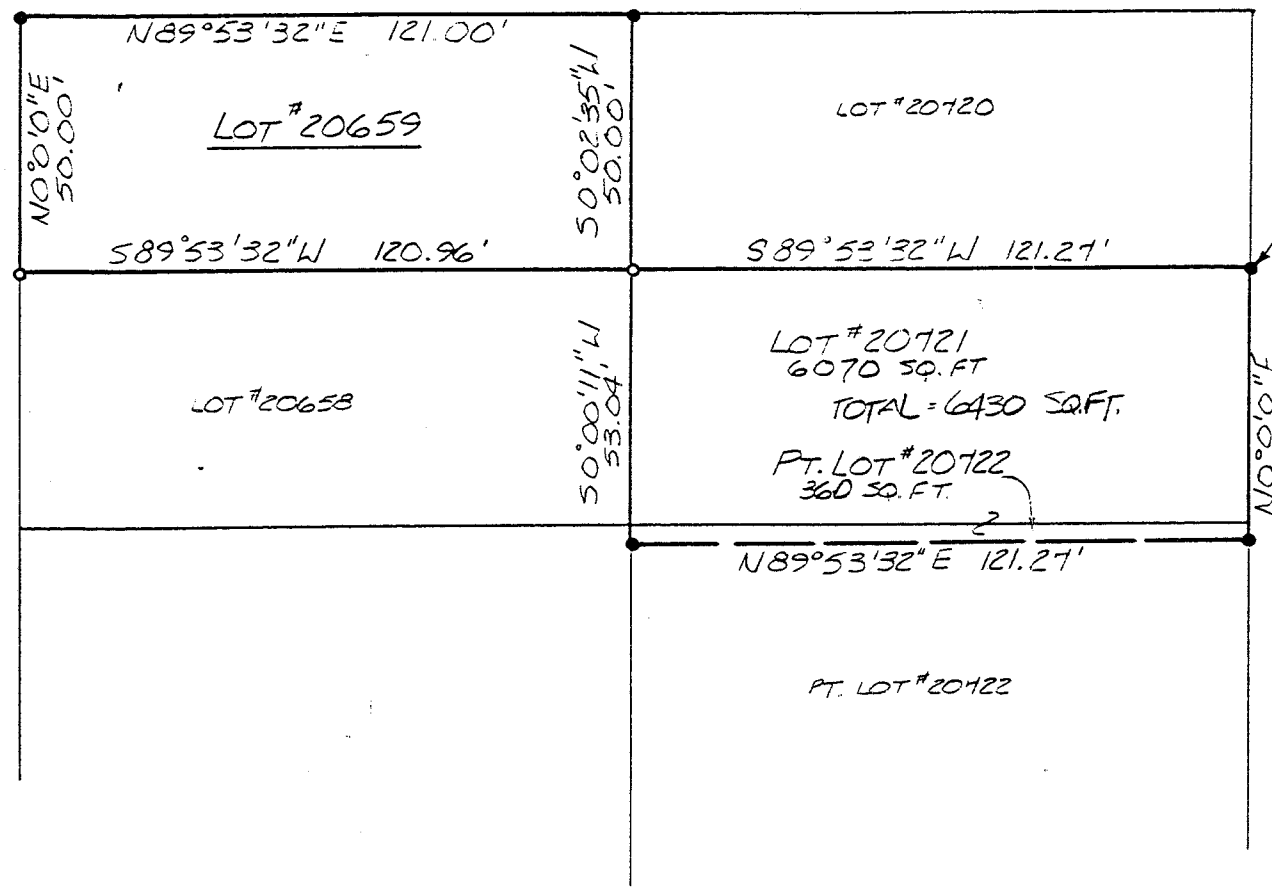 N89°53'32"E 121.00'
N0°0'0"E
50.00'
LOT #20659
S0°02'35"W
50.00'
LOT #20720
S89°53'32"W 120.96'
S89°53'32"W 121.27'
LOT #20658
S0°00'11"W
53.04'
LOT #20721
6070 SQ. FT
TOTAL = 6430 SQ.FT.
PT. LOT #20722
360 SQ. FT.
N0°0'0"E
N89°53'32"E 121.27'
PT. LOT #20722